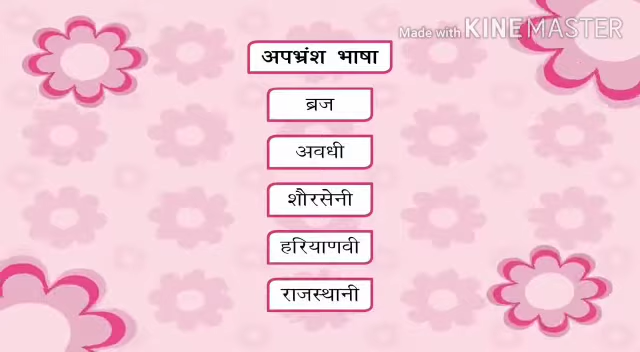 Made with KINEMASTER
अपभ्रंश भाषा
ब्रज
अवधी
शौरसेनी
हरियाणवी
राजस्थानी